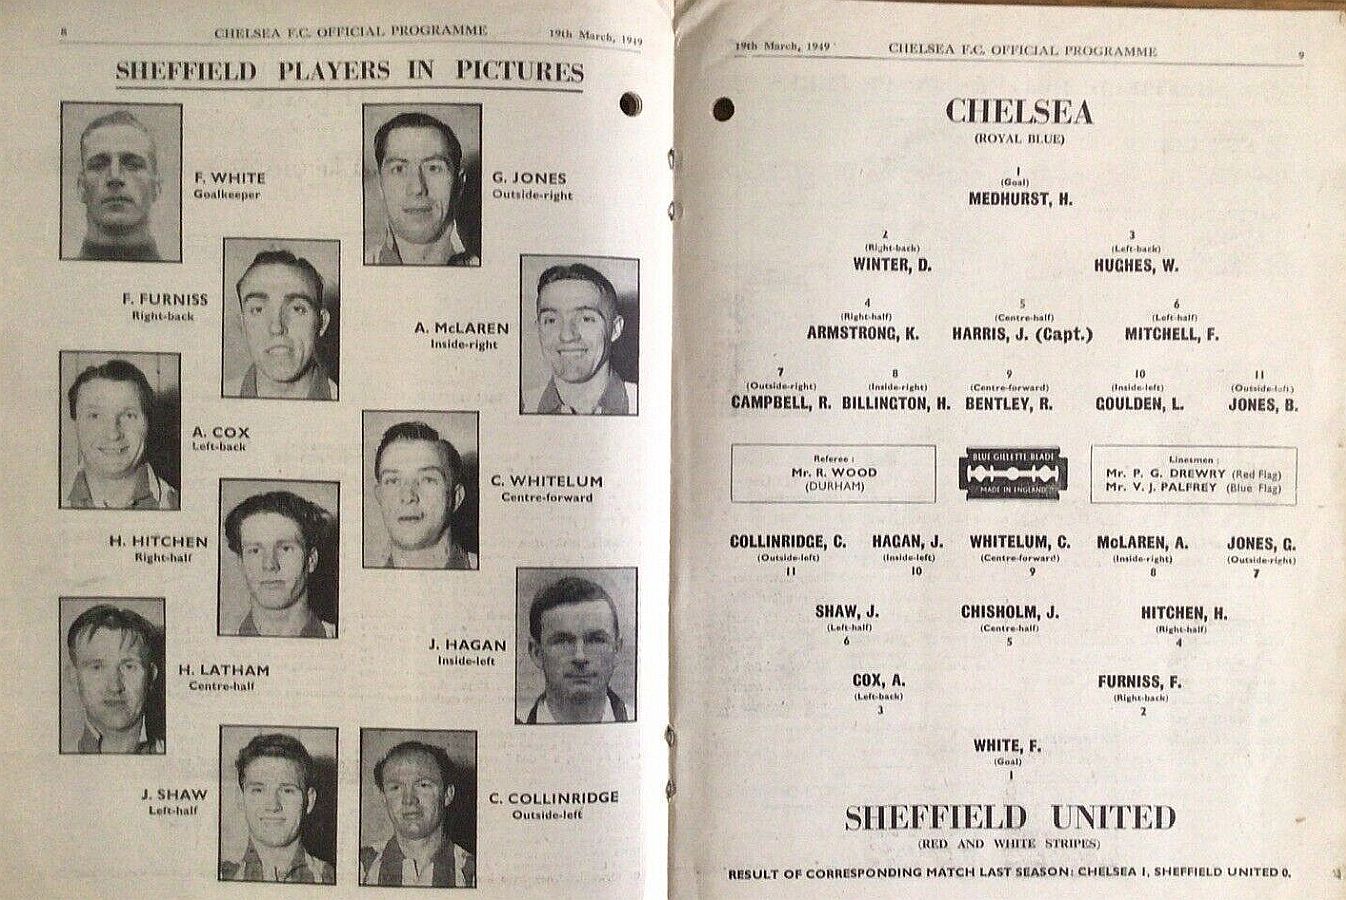 8
CHELSEA F.C. OFFICIAL PROGRAMME
19th March, 1949
SHEFFIELD PLAYERS IN PICTURES
F. WHITE
Goalkeeper
G. JONES
Outside-right
F. FURNISS
Right-back
A. McLAREN
Inside-right
A. COX
Left-back
C. WHITELUM
Centre-forward
H. HITCHEN
Right-half
J. HAGAN
Inside-left
H. LATHAM
Centre-half
J. SHAW
Left-half
C. COLLINRIDGE
Outside-left
19th March, 1949
CHELSEA F.C. OFFICIAL PROGRAMME
9
CHELSEA
(ROYAL BLUE)
1
(Goal)
MEDHURST, H.
2 3
(Right-back) (Left-back)
WINTER, D. HUGHES, W.
4 5 6
(Right-half) (Centre-half) (Left-half)
ARMSTRONG, K. HARRIS, J. (Capt.) MITCHELL, F.
7 8 9 10 11
(Outside-right) (Inside-right) (Centre-forward) (Inside-left) (Outside-left)
CAMPBELL, R. BILLINGTON, H. BENTLEY, R. GOULDEN, L. JONES, B.
Referee :
Mr. R. WOOD
(DURHAM)
BLUE GILLETTE BLADE
MADE IN ENGLAND
Linesmen :
Mr. P. G. DREWRY (Red Flag)
Mr. V. J. PALFREY (Blue Flag)
COLLINRIDGE, C. HAGAN, J. WHITELUM, C. McLAREN, A. JONES, G.
(Outside-left) (Inside-left) (Centre-forward) (Inside-right) (Outside-right)
11 10 9 8 7
SHAW, J. CHISHOLM, J. HITCHEN, H.
(Left-half) (Centre-half) (Right-half)
6 5 4
COX, A. FURNISS, F.
(Left-back) (Right-back)
3 2
WHITE, F.
(Goal)
1
SHEFFIELD UNITED
(RED AND WHITE STRIPES)
RESULT OF CORRESPONDING MATCH LAST SEASON: CHELSEA 1, SHEFFIELD UNITED 0.